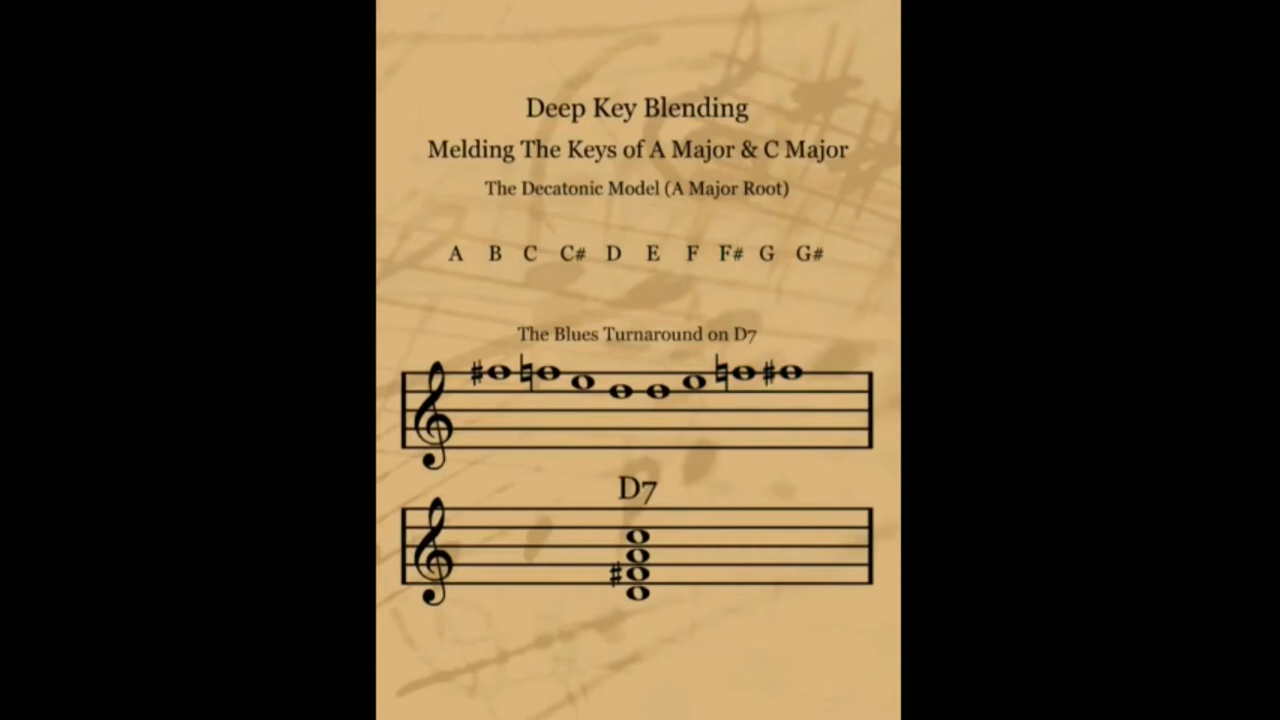 Deep Key Blending
Melding The Keys of A Major & C Major
The Decatonic Model (A Major Root)
A B C C# D E F F# G G#
The Blues Turnaround on D7
D7